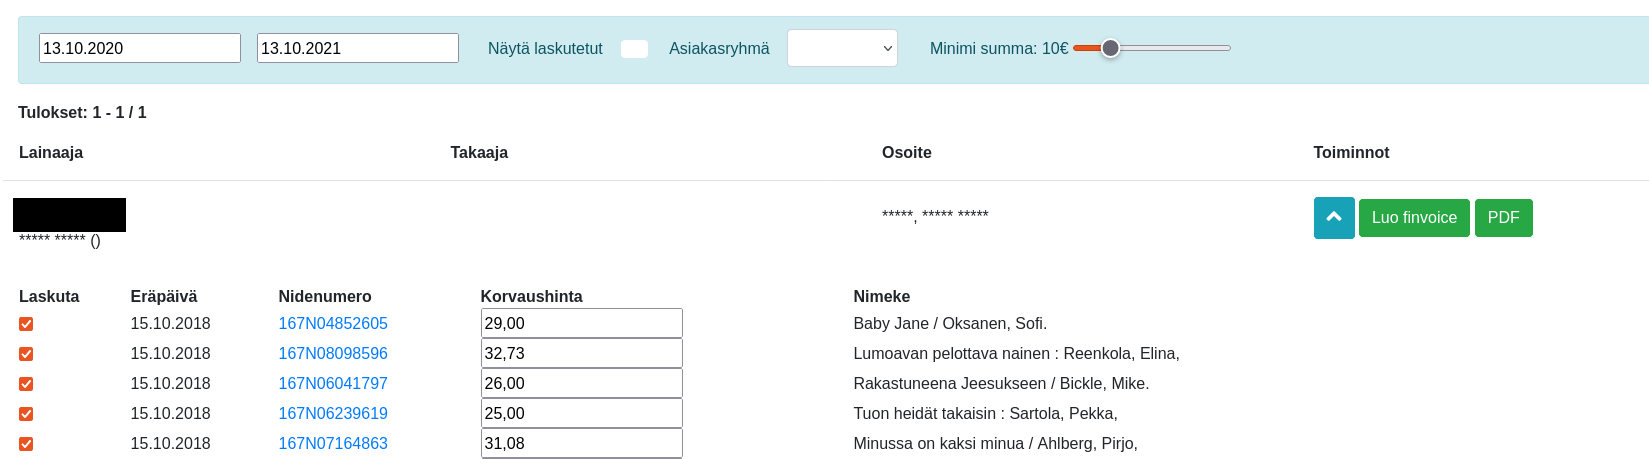 13.10.2020 13.10.2021 Näytä laskutetut Asiakasryhmä Minimi summa: 10€
Tulokset: 1 - 1 / 1
Lainaaja Takaaja Osoite Toiminnot
*****, ***** ***** Luo finvoice PDF
***** ***** ()
Laskuta Eräpäivä Nidenumero Korvaushinta Nimeke
15.10.2018 167N04852605 29,00 Baby Jane / Oksanen, Sofi.
15.10.2018 167N08098596 32,73 Lumoavan pelottava nainen : Reenkola, Elina,
15.10.2018 167N06041797 26,00 Rakastuneena Jeesukseen / Bickle, Mike.
15.10.2018 167N06239619 25,00 Tuon heidät takaisin : Sartola, Pekka,
15.10.2018 167N07164863 31,08 Minussa on kaksi minua / Ahlberg, Pirjo,